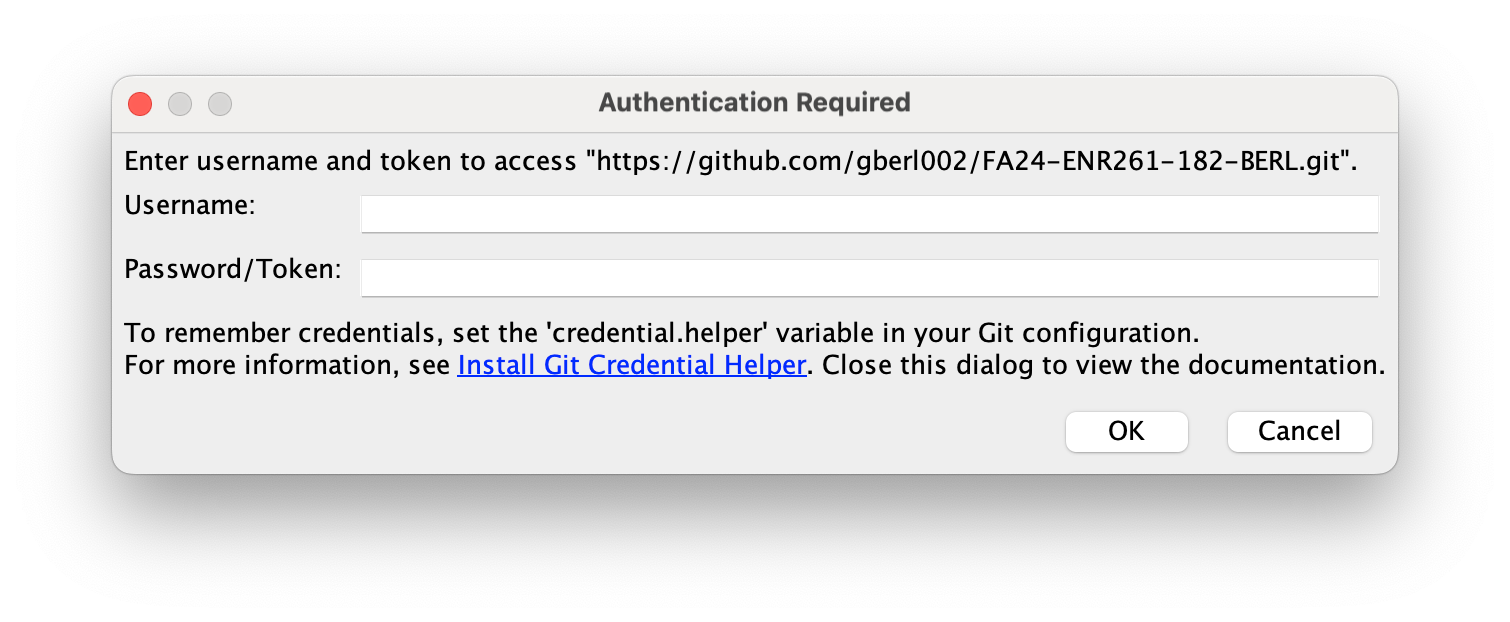 Authentication Required
Enter username and token to access "https://github.com/gberl002/FA24-ENR261-182-BERL.git".
Username:
Password/Token:
To remember credentials, set the 'credential.helper' variable in your Git configuration.
For more information, see Install Git Credential Helper. Close this dialog to view the documentation.
OK Cancel